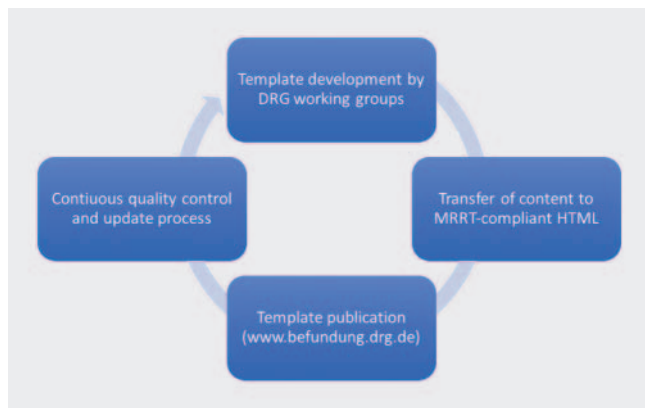 Template development by
DRG working groups
Transfer of content to
MRRT-compliant HTML
Template publication
(www.befundung.drg.de)
Contiuous quality control
and update process